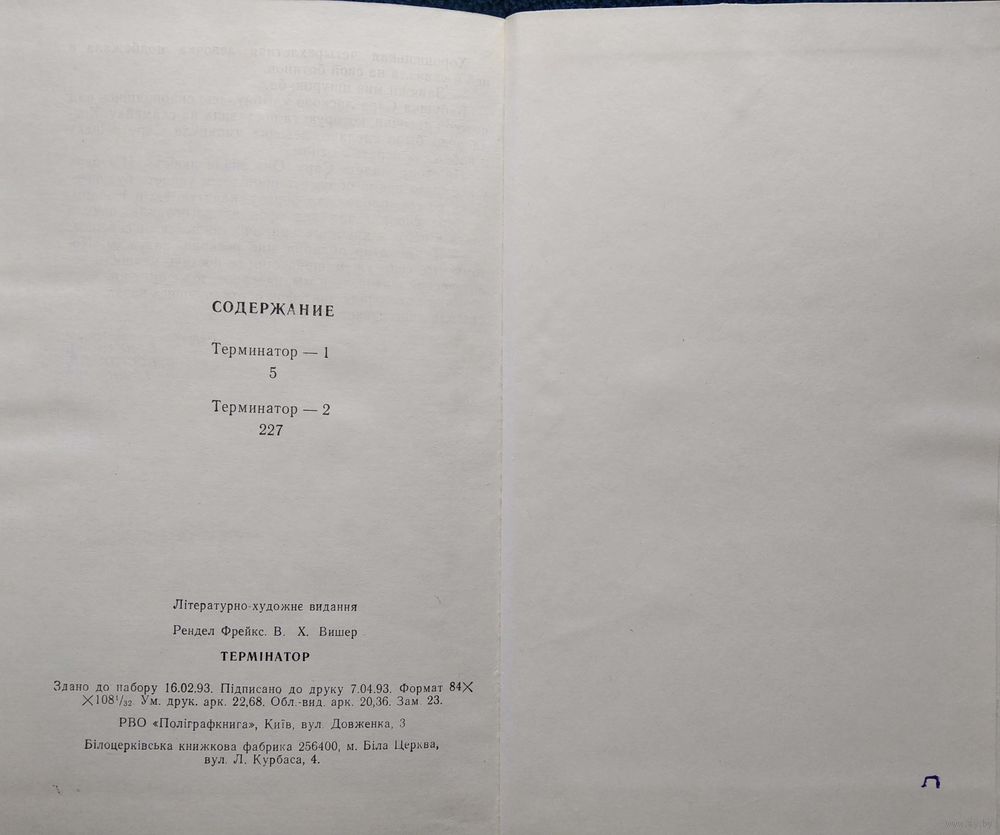 СОДЕРЖАНИЕ
Терминатор — 1
5
Терминатор — 2
227
Літературно-художнє видання
Рендел Фрейкс. В. Х. Вишер
ТЕРМІНАТОР
Здано до набору 16.02.93. Підписано до друку 7.04.93. Формат 84×
×108 1/32 Ум. друк. арк. 22,68. Обл.-вид. арк. 20,36. Зам 23.
РВО «Поліграфкнига», Київ, вул. Довженка, 3
Білоцерківська книжкова фабрика 256400, м. Біла Церква,
вул. Л. Курбаса, 4.
Л